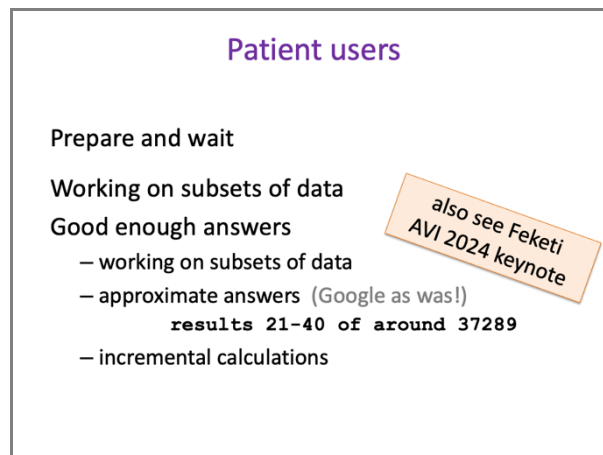 Patient users
Prepare and wait
Working on subsets of data
Good enough answers
– working on subsets of data
– approximate answers (Google as was!)
results 21-40 of around 37289
– incremental calculations
also see Feketi
AVI 2024 keynote